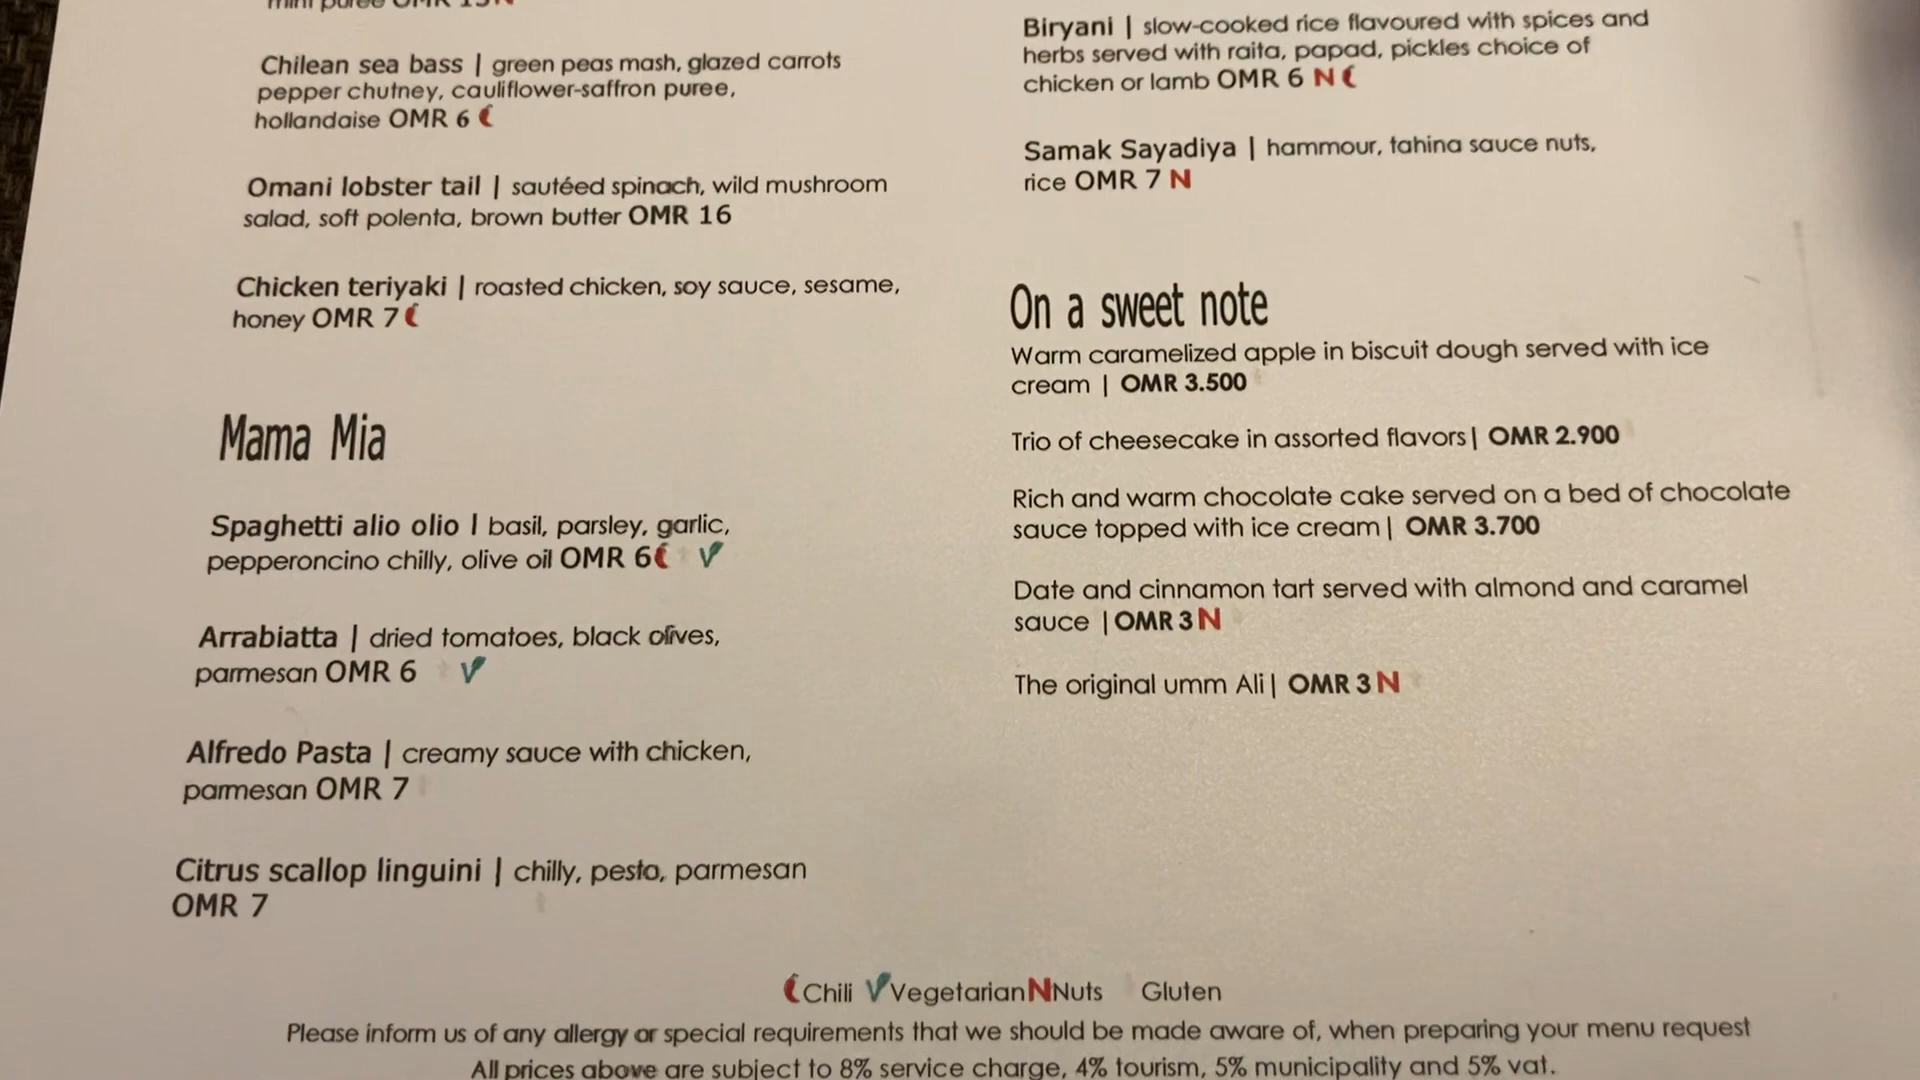 mint puree OMR 15 N
Chilean sea bass | green peas mash, glazed carrots
pepper chutney, cauliflower-saffron puree,
hollandaise OMR 6
Omani lobster tail | sautéed spinach, wild mushroom
salad, soft polenta, brown butter OMR 16
Chicken teriyaki | roasted chicken, soy sauce, sesame,
honey OMR 7
Mama Mia
Spaghetti alio olio | basil, parsley, garlic,
pepperoncino chilly, olive oil OMR 6 V
Arrabiatta | dried tomatoes, black olives,
parmesan OMR 6 V
Alfredo Pasta | creamy sauce with chicken,
parmesan OMR 7
Citrus scallop linguini | chilly, pesto, parmesan
OMR 7
Biryani | slow-cooked rice flavoured with spices and
herbs served with raita, papad, pickles choice of
chicken or lamb OMR 6 N
Samak Sayadiya | hammour, tahina sauce nuts,
rice OMR 7 N
On a sweet note
Warm caramelized apple in biscuit dough served with ice
cream | OMR 3.500
Trio of cheesecake in assorted flavors| OMR 2.900
Rich and warm chocolate cake served on a bed of chocolate
sauce topped with ice cream| OMR 3.700
Date and cinnamon tart served with almond and caramel
sauce |OMR 3 N
The original umm Ali| OMR 3 N
Chili V Vegetarian N Nuts Gluten
Please inform us of any allergy or special requirements that we should be made aware of, when preparing your menu request
All prices above are subject to 8% service charge, 4% tourism, 5% municipality and 5% vat.